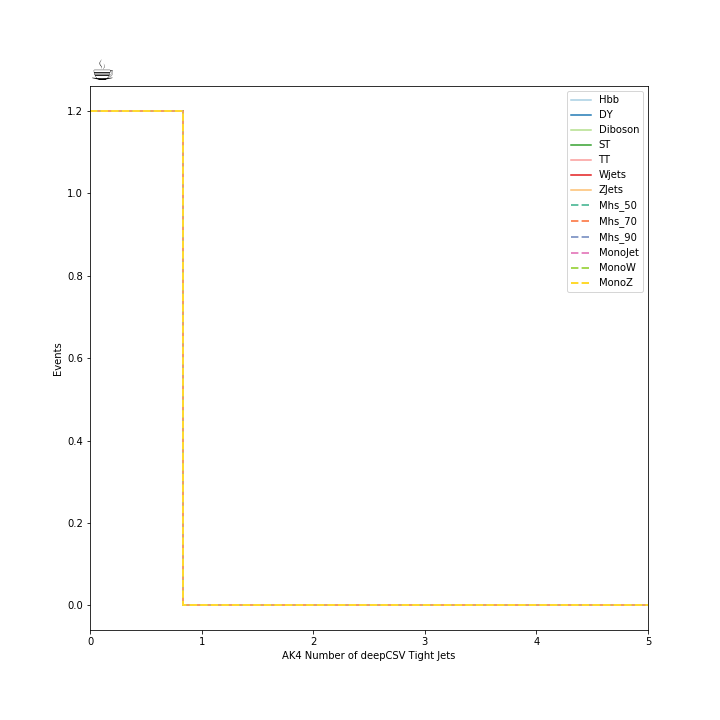 ☕
1.2
1.0
0.8
0.6
0.4
0.2
0.0
Events
0 1 2 3 4 5
AK4 Number of deepCSV Tight Jets
Hbb
DY
Diboson
ST
TT
Wjets
ZJets
Mhs_50
Mhs_70
Mhs_90
MonoJet
MonoW
MonoZ